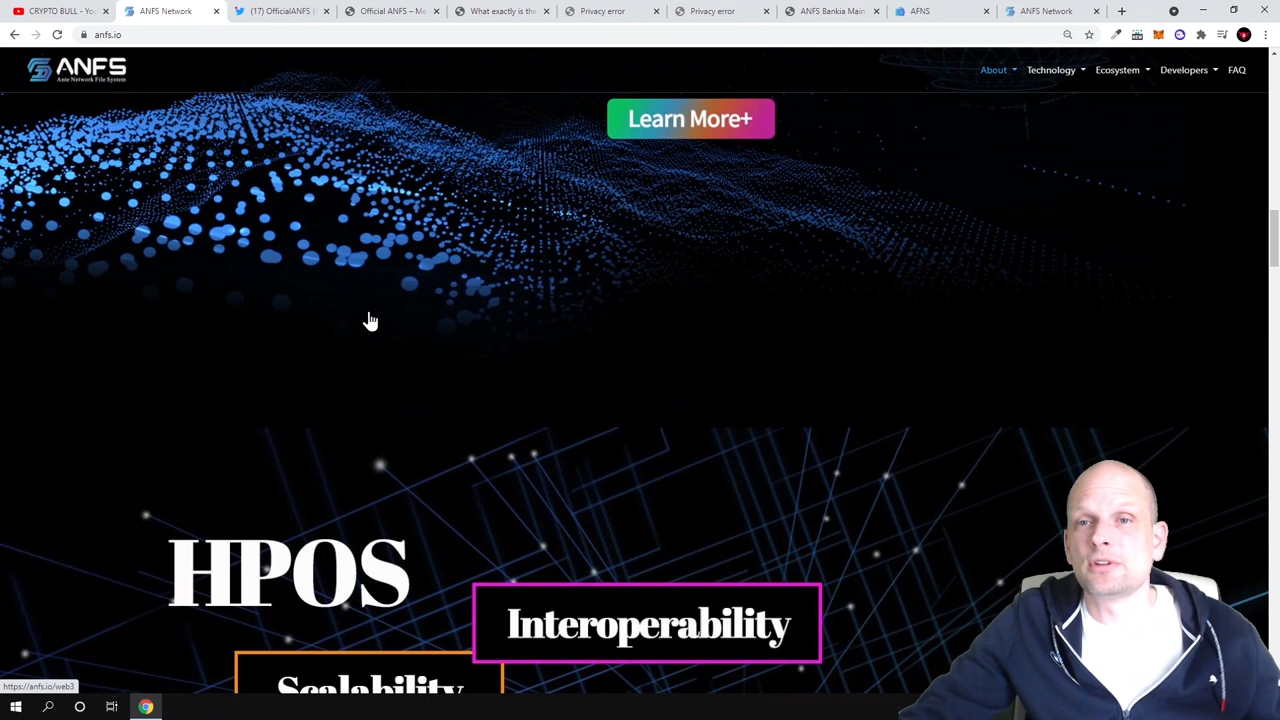 CRYPTO BULL - You
ANFS Network
(17) OfficialANFS (
Official ANFS – Me
What exactly is the
Privacy error
Privacy error
ANFS Bankia Main
AFNS
ANFS Network
anfs.io
ANFS
Ante Network File System
About
Technology
Ecosystem
Developers
FAQ
Learn More+
HPOS
Interoperability
Scalability
https://anfs.io/web3